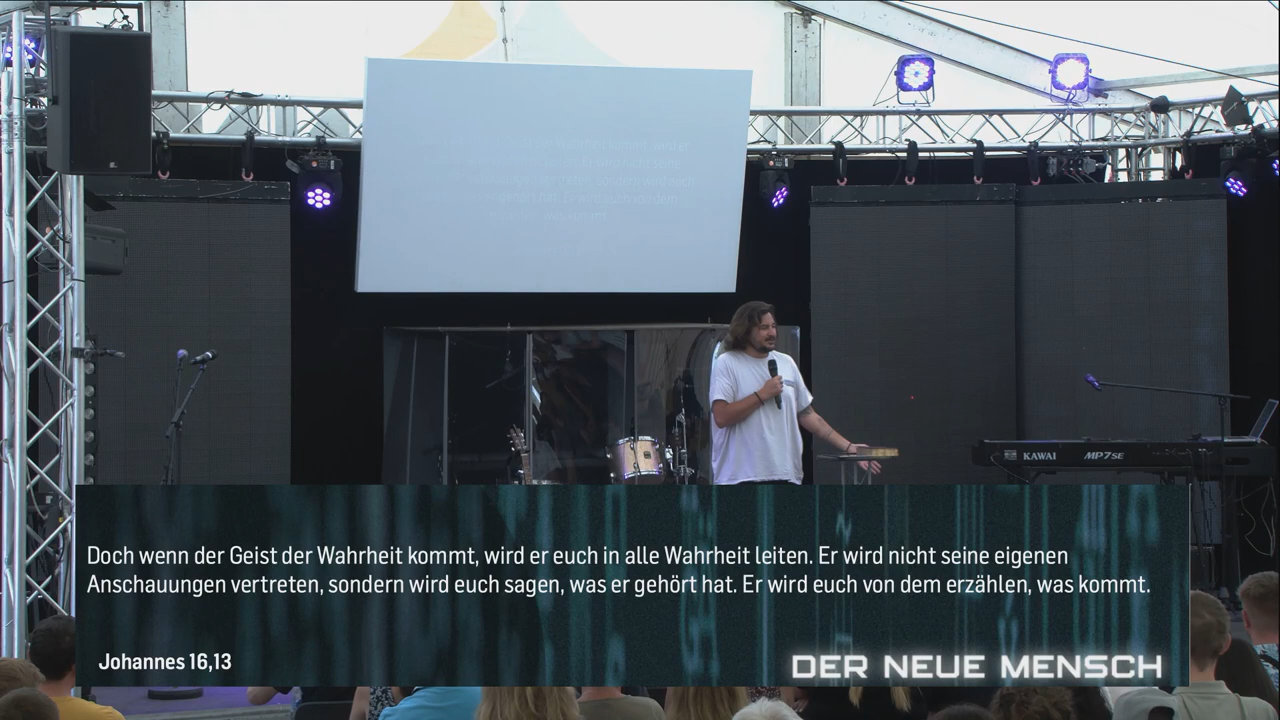 KAWAI MP7SE
Doch wenn der Geist der Wahrheit kommt, wird er euch in alle Wahrheit leiten. Er wird nicht seine eigenen
Anschauungen vertreten, sondern wird euch sagen, was er gehört hat. Er wird euch von dem erzählen, was kommt.
Johannes 16,13
DER NEUE MENSCH